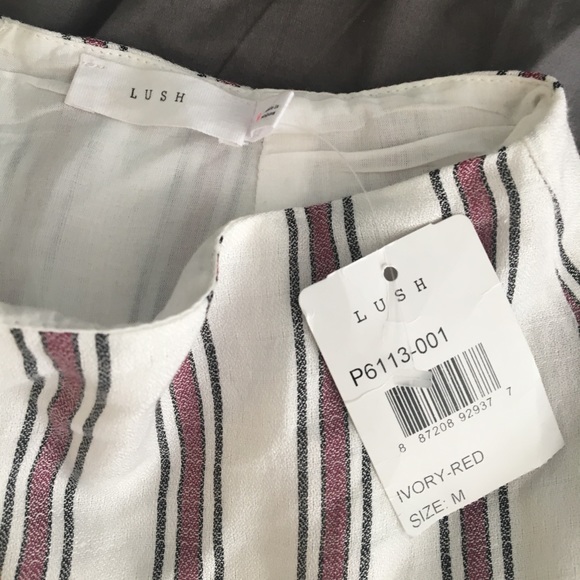 LUSH
LUSH
P6113-001
8 87208 92937 7
IVORY-RED
SIZE: M